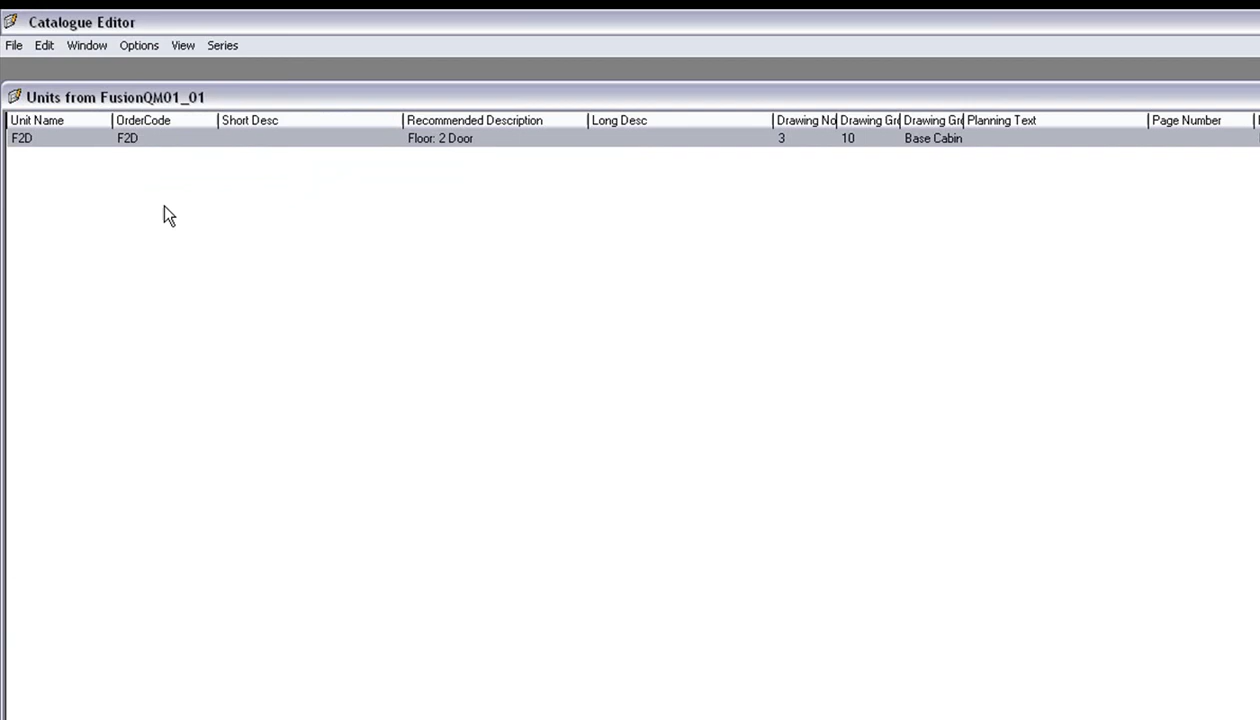 Catalogue Editor
File Edit Window Options View Series
Units from FusionQM01_01
Unit Name OrderCode Short Desc Recommended Description Long Desc Drawing No Drawing Gr Drawing Gr Planning Text Page Number
F2D F2D Floor: 2 Door 3 10 Base Cabin